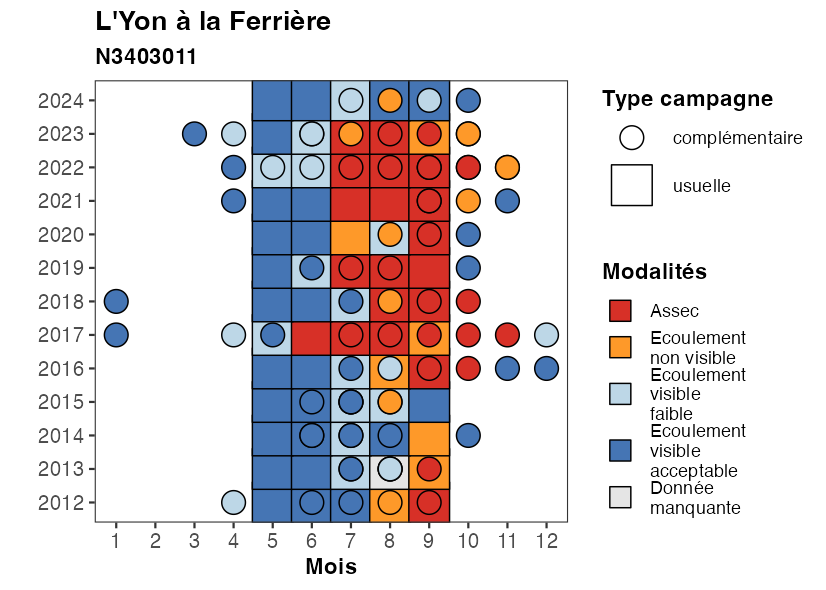 L'Yon à la Ferrière
N3403011
2024
2023
2022
2021
2020
2019
2018
2017
2016
2015
2014
2013
2012
1 2 3 4 5 6 7 8 9 10 11 12
Mois
Type campagne
complémentaire
usuelle
Modalités
Assec
Ecoulement
non visible
Ecoulement
visible
faible
Ecoulement
visible
acceptable
Donnée
manquante